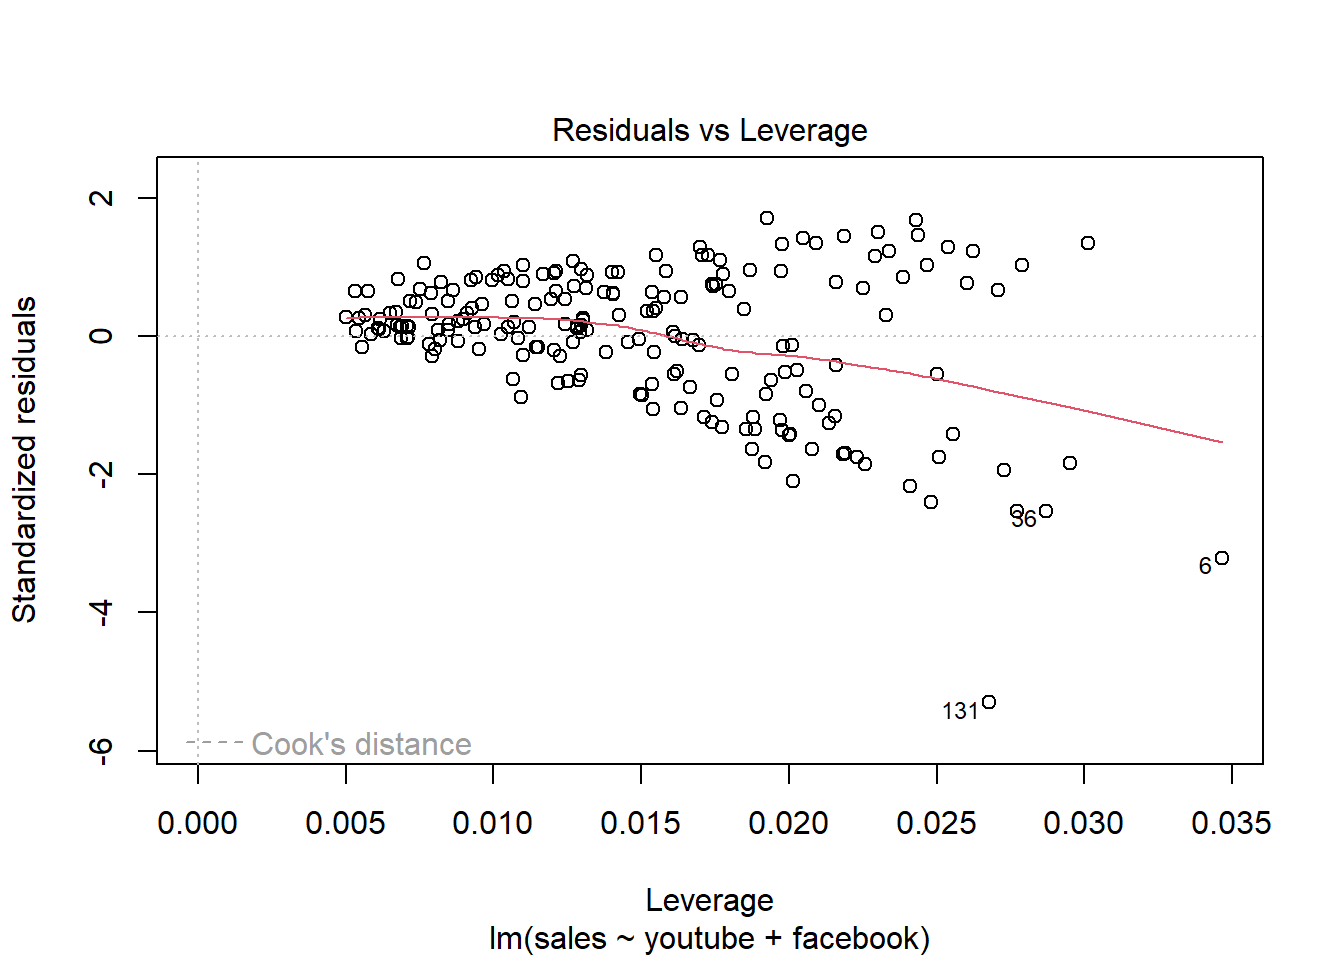 Residuals vs Leverage
Standardized residuals
2
0
-2
-4
-6
36
6
131
Cook's distance
0.000 0.005 0.010 0.015 0.020 0.025 0.030 0.035
Leverage
lm(sales ~ youtube + facebook)